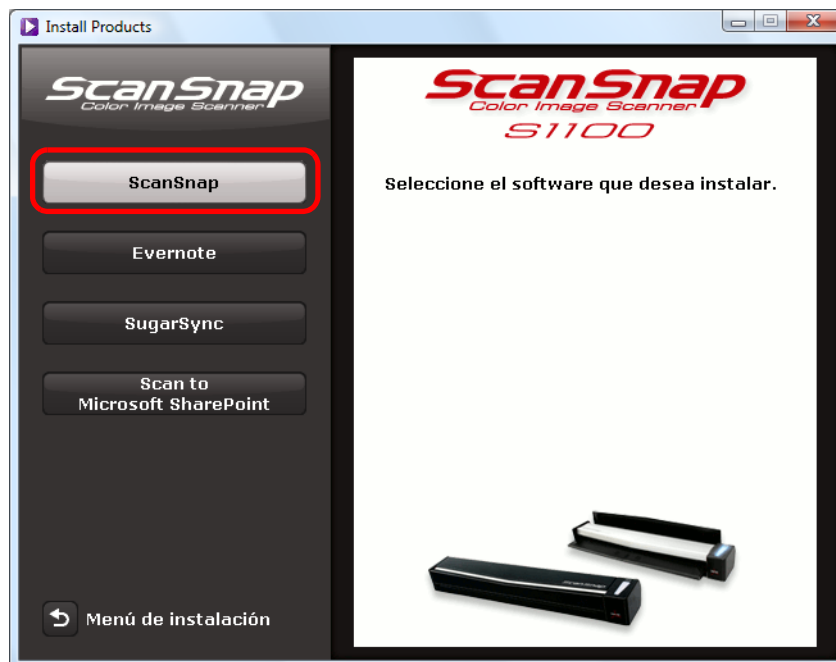 Install Products
ScanSnap
Color Image Scanner
ScanSnap
Evernote
SugarSync
Scan to
Microsoft SharePoint
Menú de instalación
ScanSnap
Color Image Scanner
S1100
Seleccione el software que desea instalar.
ScanSnap